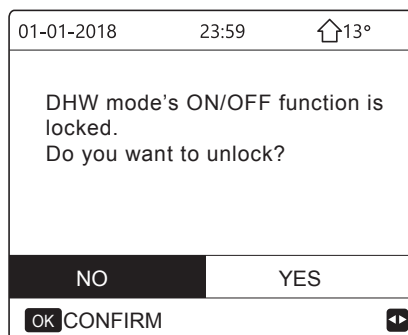 01-01-2018 23:59 13°
DHW mode's ON/OFF function is
locked.
Do you want to unlock?
NO YES
OK CONFIRM